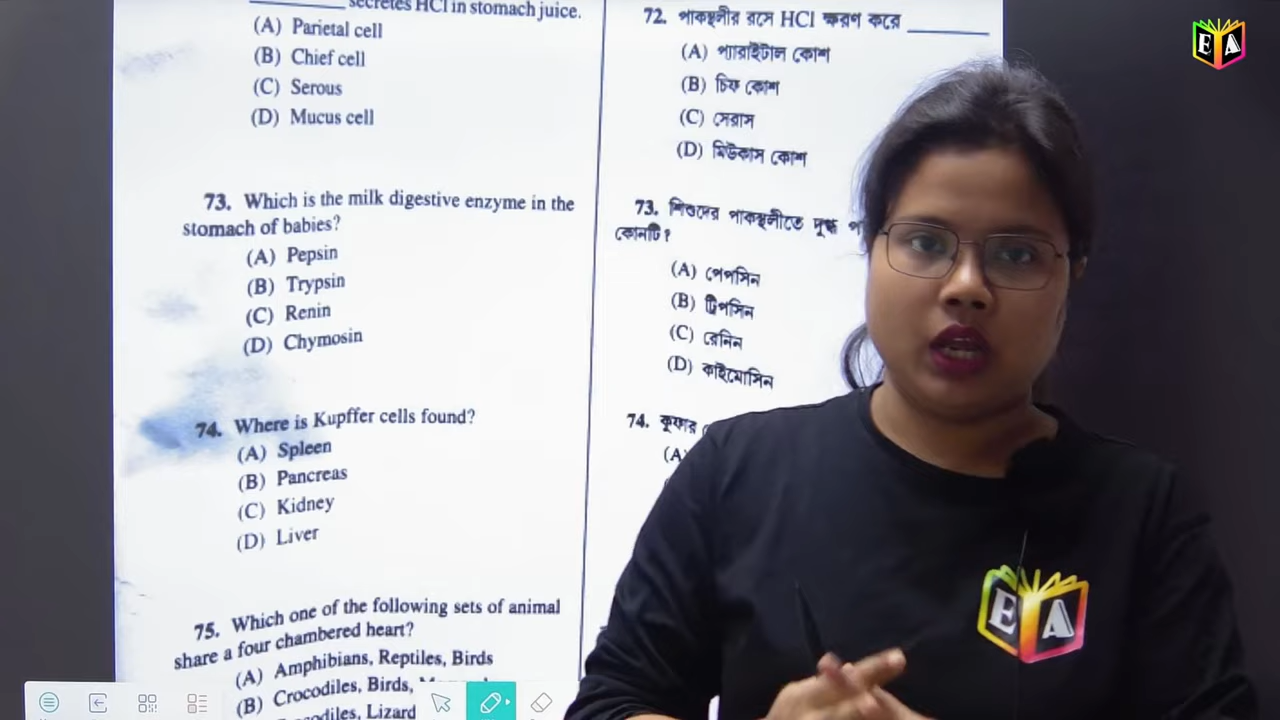 secretes HCl in stomach juice.
(A) Parietal cell
(B) Chief cell
(C) Serous
(D) Mucus cell
73. Which is the milk digestive enzyme in the
stomach of babies?
(A) Pepsin
(B) Trypsin
(C) Renin
(D) Chymosin
74. Where is Kupffer cells found?
(A) Spleen
(B) Pancreas
(C) Kidney
(D) Liver
75. Which one of the following sets of animal
share a four chambered heart?
(A) Amphibians, Reptiles, Birds
(B) Crocodiles, Birds,
Lizard
72. পাকস্থলীর রসে HCl ক্ষরণ করে
(A) প্যারাইটাল কোশ
(B) চিফ কোশ
(C) সেরাস
(D) মিউকাস কোশ
73. শিশুদের পাকস্থলীতে দুগ্ধ
কোনটি?
(A) পেপসিন
(B) ট্রিপসিন
(C) রেনিন
(D) কাইমোসিন
74. কুফার
(A)
EA
EA